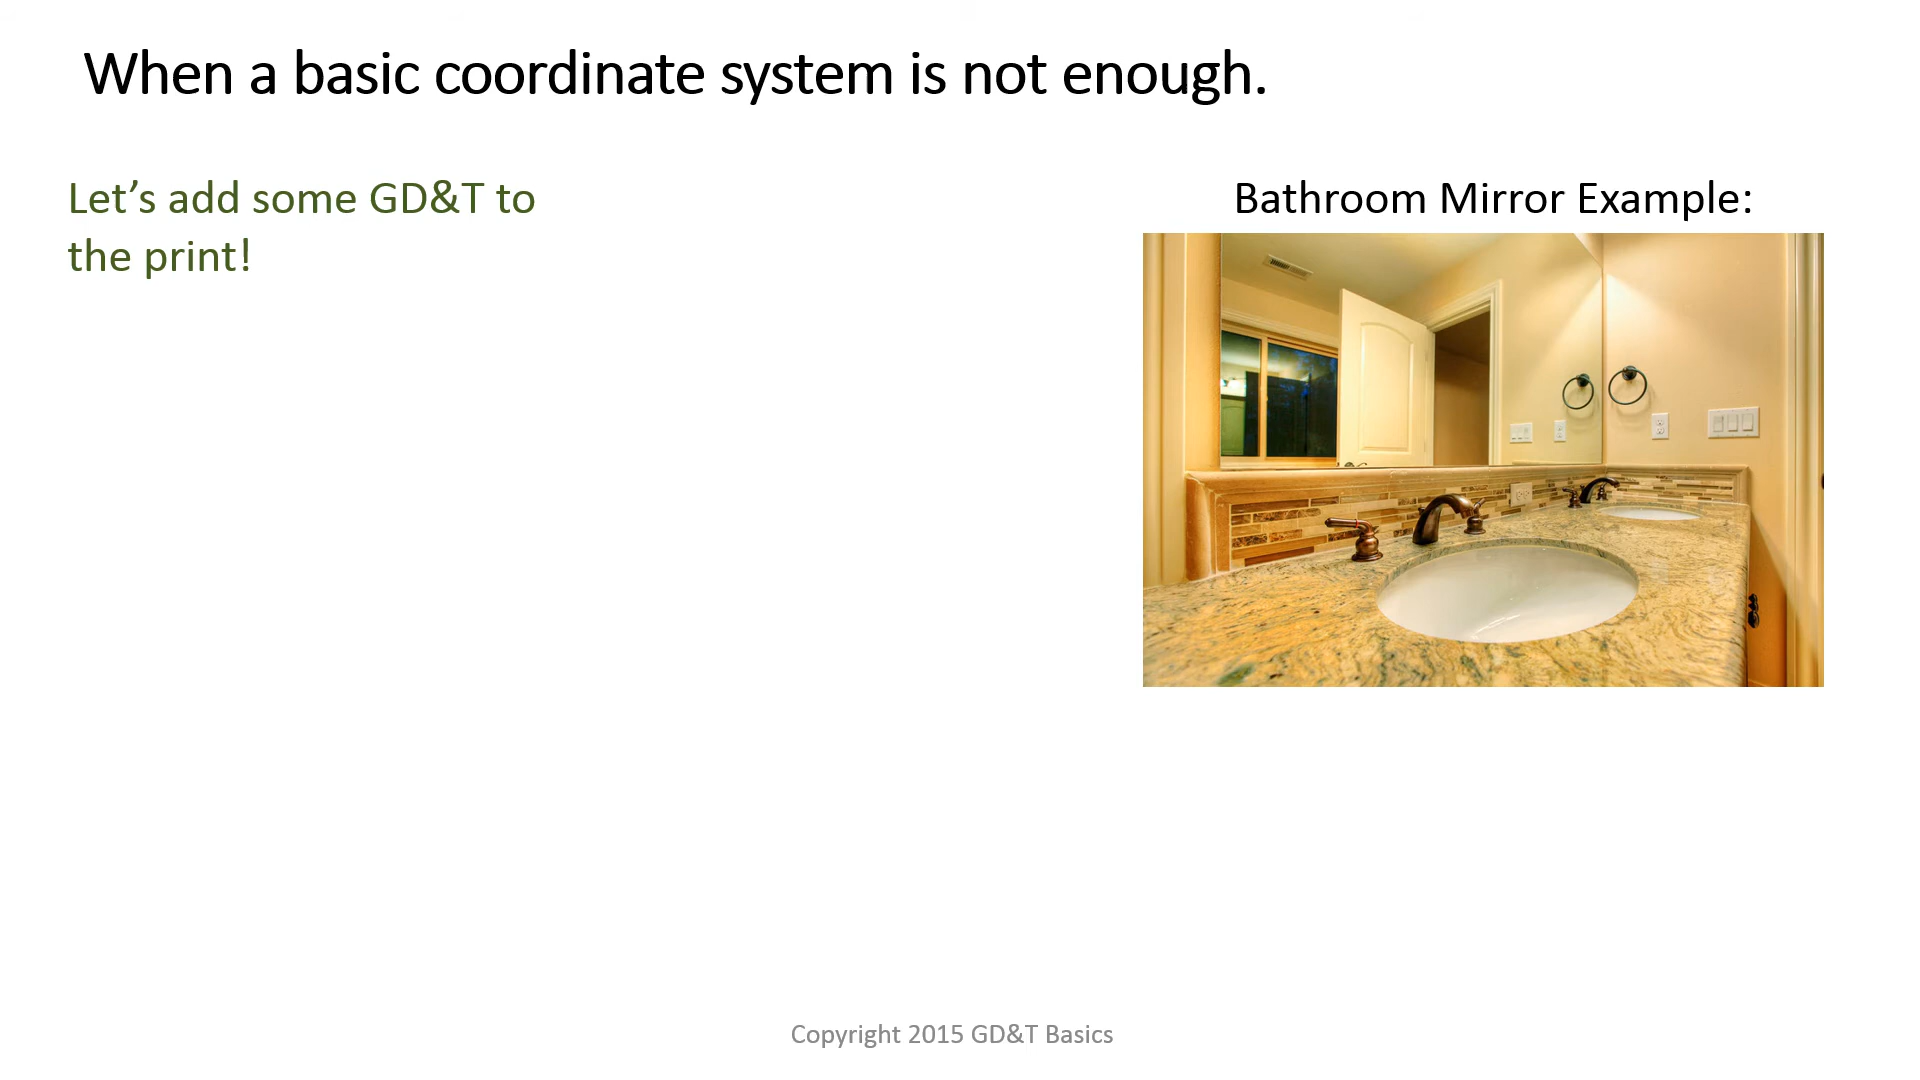 When a basic coordinate system is not enough.
Let’s add some GD&T to
the print!
Bathroom Mirror Example:
Copyright 2015 GD&T Basics